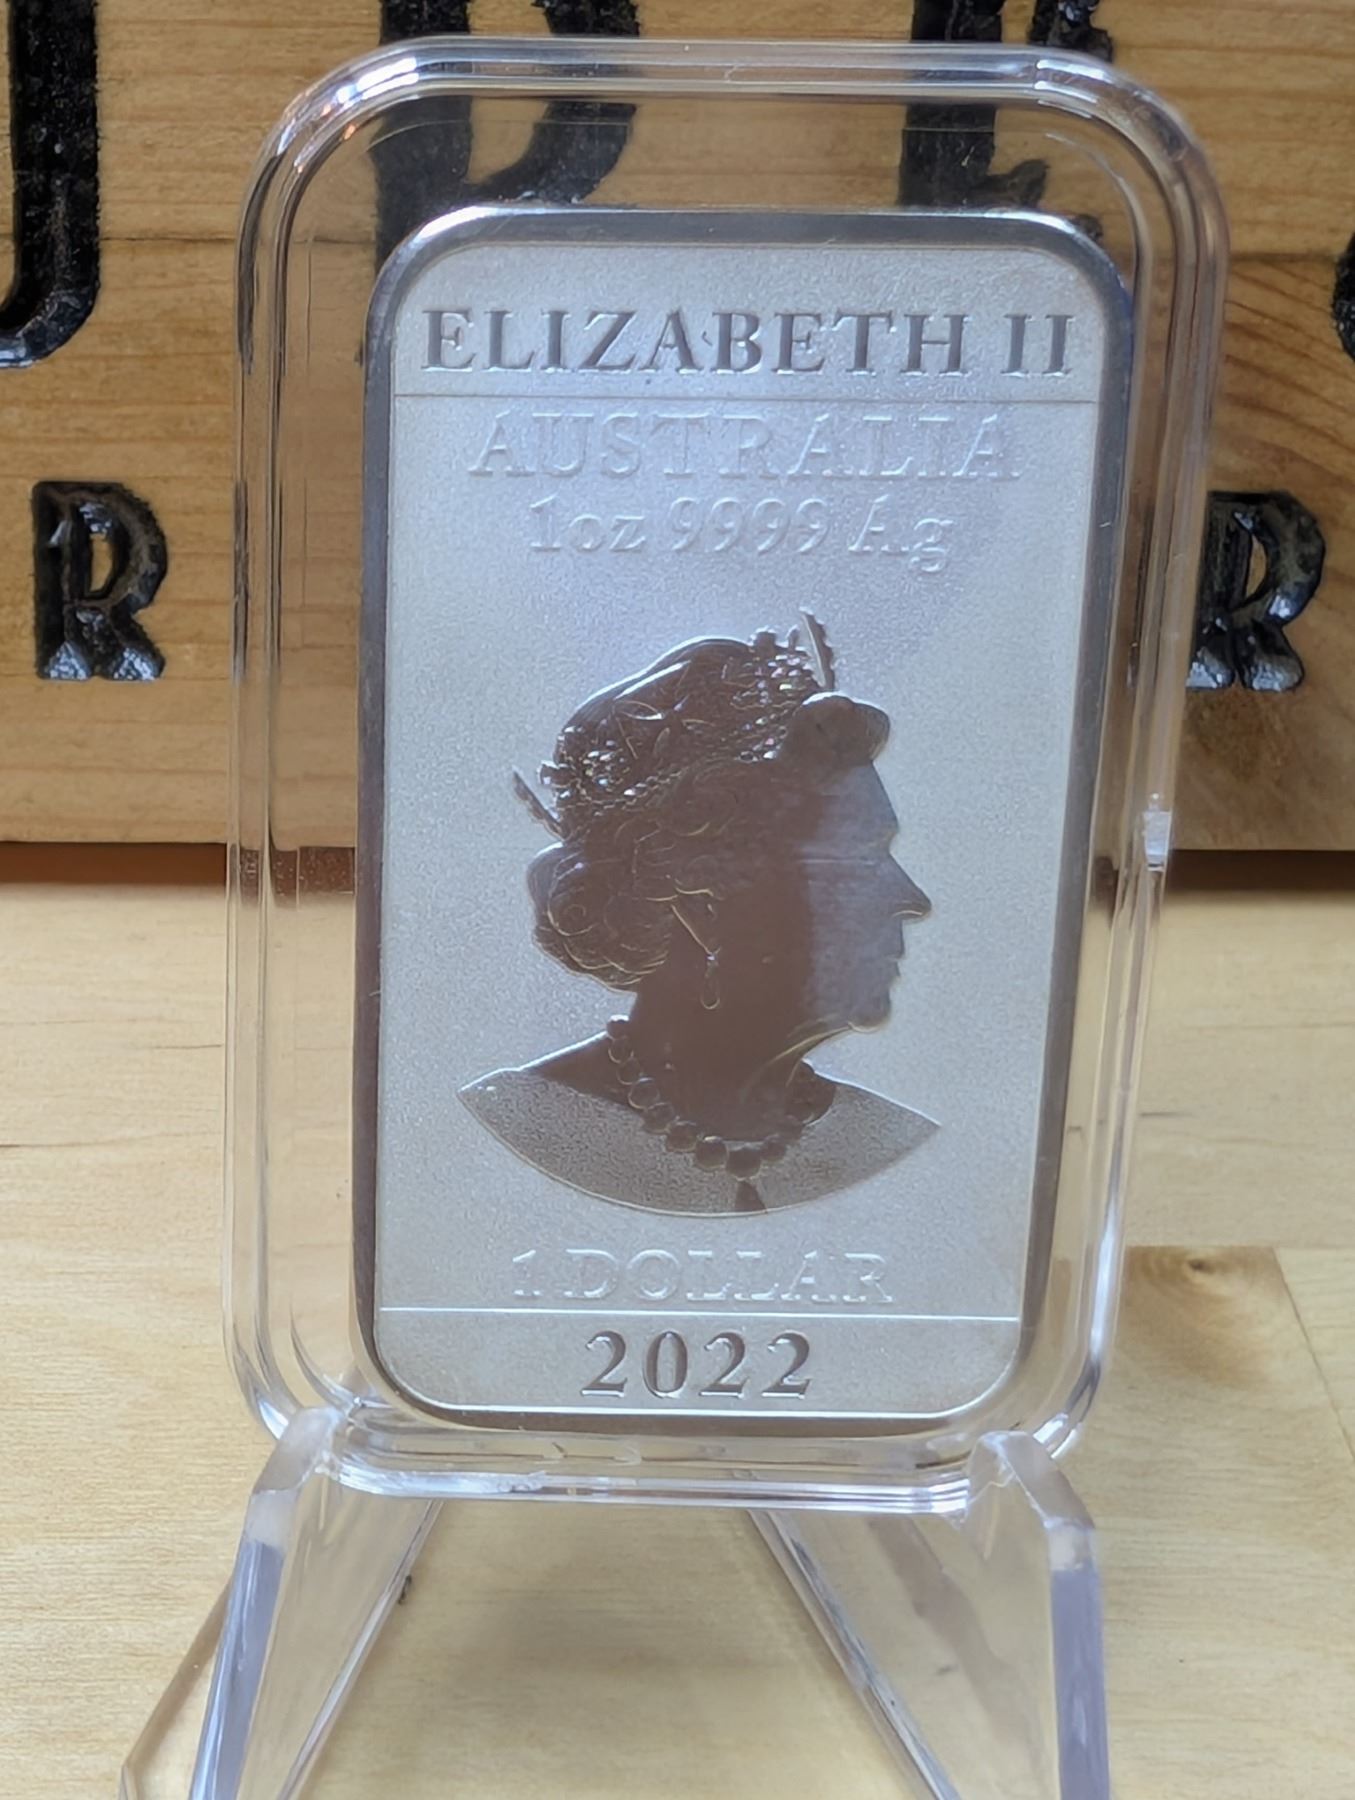 ELIZABETH II
AUSTRALIA
1oz 9999 Ag
1 DOLLAR
2022
R
R